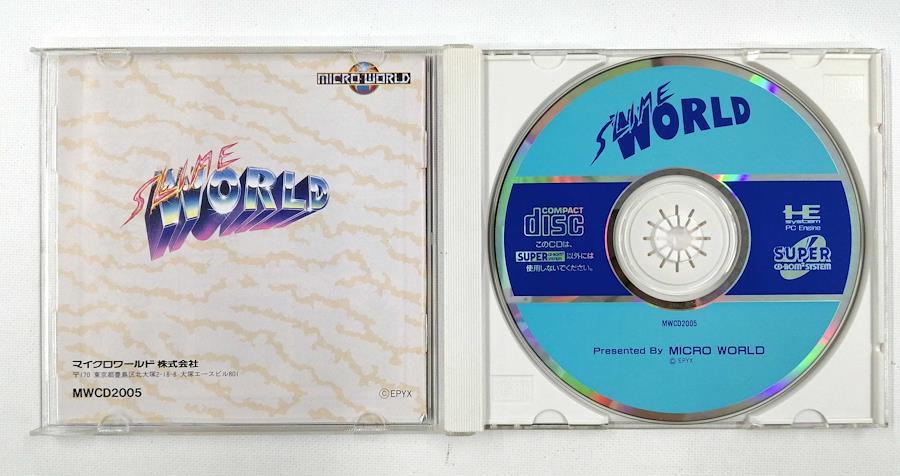 MICRO WORLD
SLIME
WORLD
マイクロワールド 株式会社
〒170 東京都豊島区北大塚2-18-8 大塚エースビル801
MWCD2005
©EPYX
SLIME
WORLD
COMPACT
disc
このCDは、
SUPER CD-ROM² SYSTEM 以外には
使用しないでください。
HE
system
PC Engine
SUPER
CD-ROM² SYSTEM
MWCD2005
Presented By MICRO WORLD
©EPYX